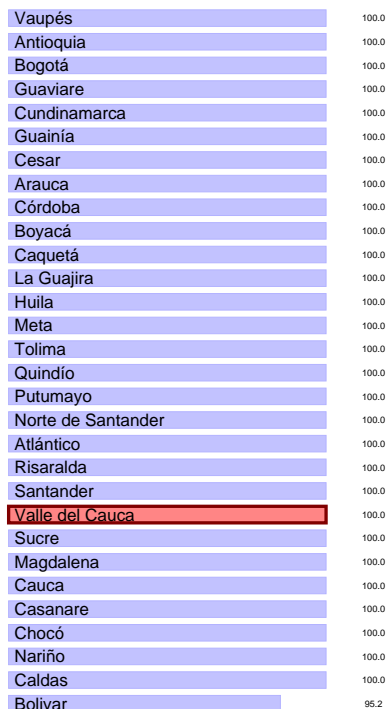 Vaupés 100.0
Antioquia 100.0
Bogotá 100.0
Guaviare 100.0
Cundinamarca 100.0
Guainía 100.0
Cesar 100.0
Arauca 100.0
Córdoba 100.0
Boyacá 100.0
Caquetá 100.0
La Guajira 100.0
Huila 100.0
Meta 100.0
Tolima 100.0
Quindío 100.0
Putumayo 100.0
Norte de Santander 100.0
Atlántico 100.0
Risaralda 100.0
Santander 100.0
Valle del Cauca 100.0
Sucre 100.0
Magdalena 100.0
Cauca 100.0
Casanare 100.0
Chocó 100.0
Nariño 100.0
Caldas 100.0
Bolivar 95.2